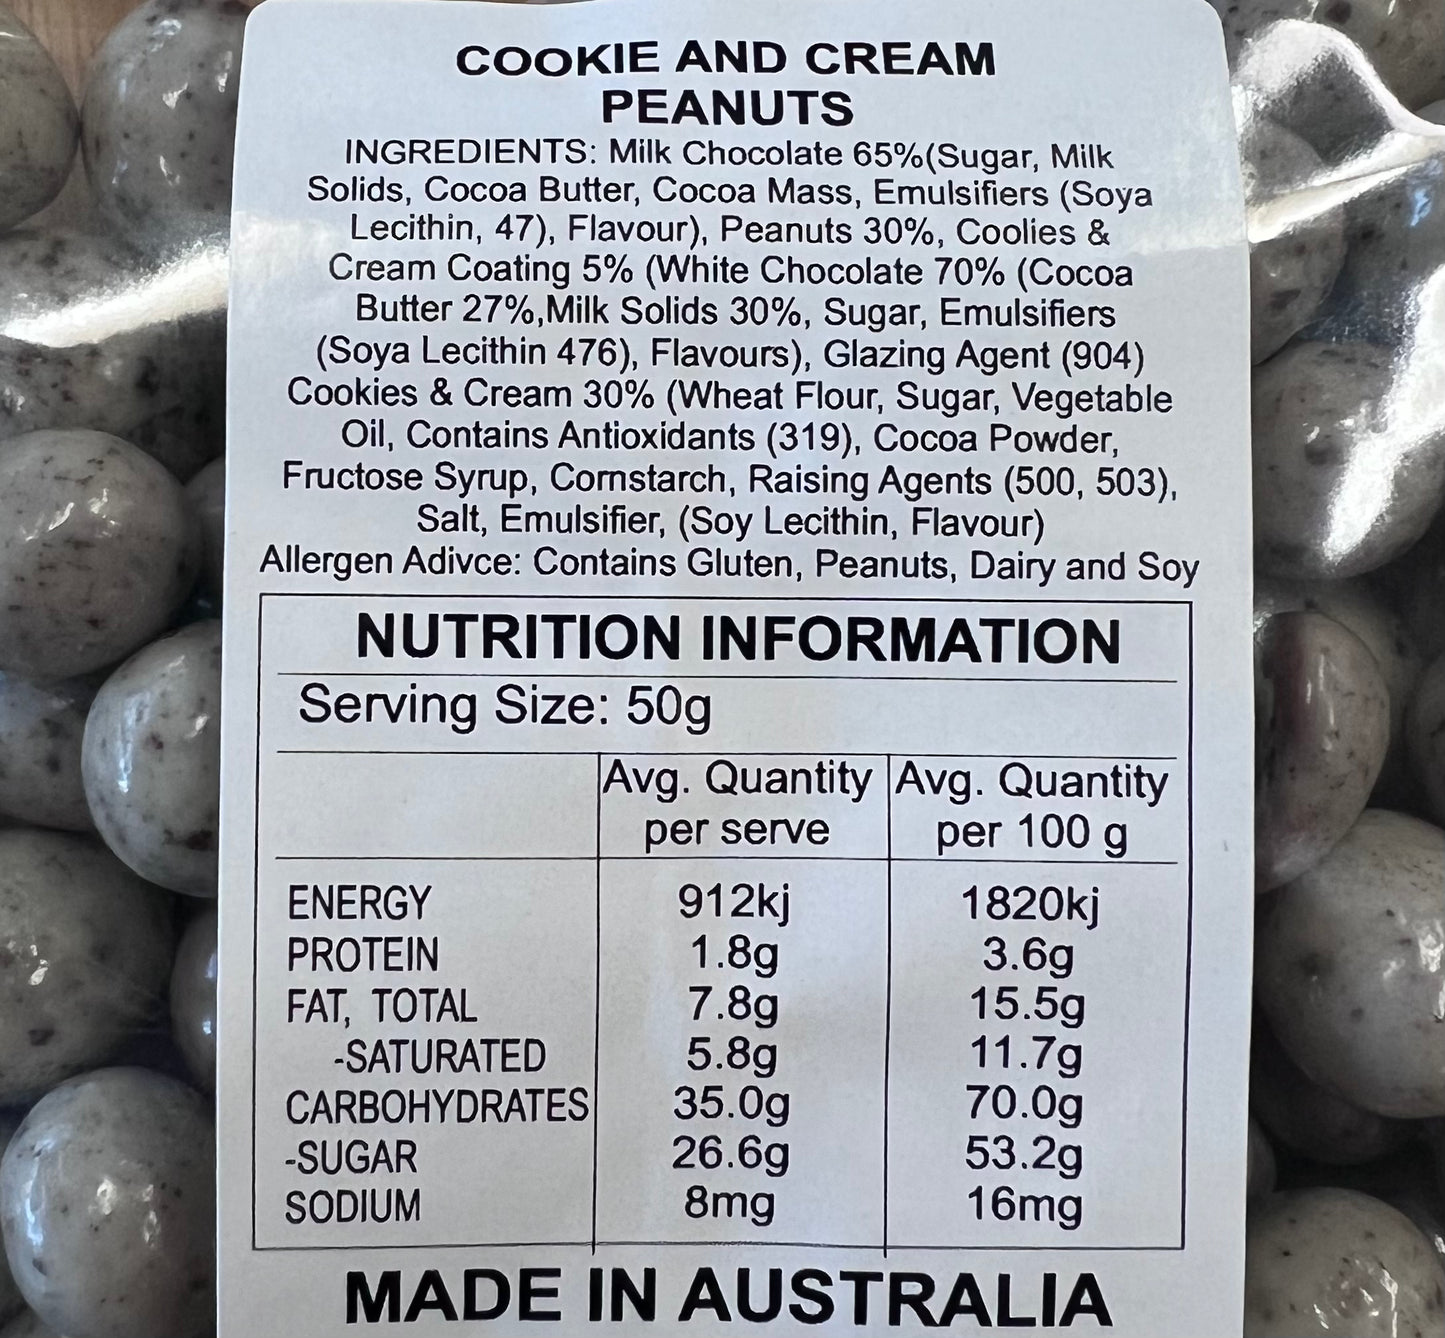 COOKIE AND CREAM
PEANUTS
INGREDIENTS: Milk Chocolate 65%(Sugar, Milk
Solids, Cocoa Butter, Cocoa Mass, Emulsifiers (Soya
Lecithin, 47), Flavour), Peanuts 30%, Coolies &
Cream Coating 5% (White Chocolate 70% (Cocoa
Butter 27%,Milk Solids 30%, Sugar, Emulsifiers
(Soya Lecithin 476), Flavours), Glazing Agent (904)
Cookies & Cream 30% (Wheat Flour, Sugar, Vegetable
Oil, Contains Antioxidants (319), Cocoa Powder,
Fructose Syrup, Cornstarch, Raising Agents (500, 503),
Salt, Emulsifier, (Soy Lecithin, Flavour)
Allergen Adivce: Contains Gluten, Peanuts, Dairy and Soy
NUTRITION INFORMATION
Serving Size: 50g
Avg. Quantity per serve Avg. Quantity per 100 g
ENERGY 912kj 1820kj
PROTEIN 1.8g 3.6g
FAT, TOTAL 7.8g 15.5g
-SATURATED 5.8g 11.7g
CARBOHYDRATES 35.0g 70.0g
-SUGAR 26.6g 53.2g
SODIUM 8mg 16mg
MADE IN AUSTRALIA